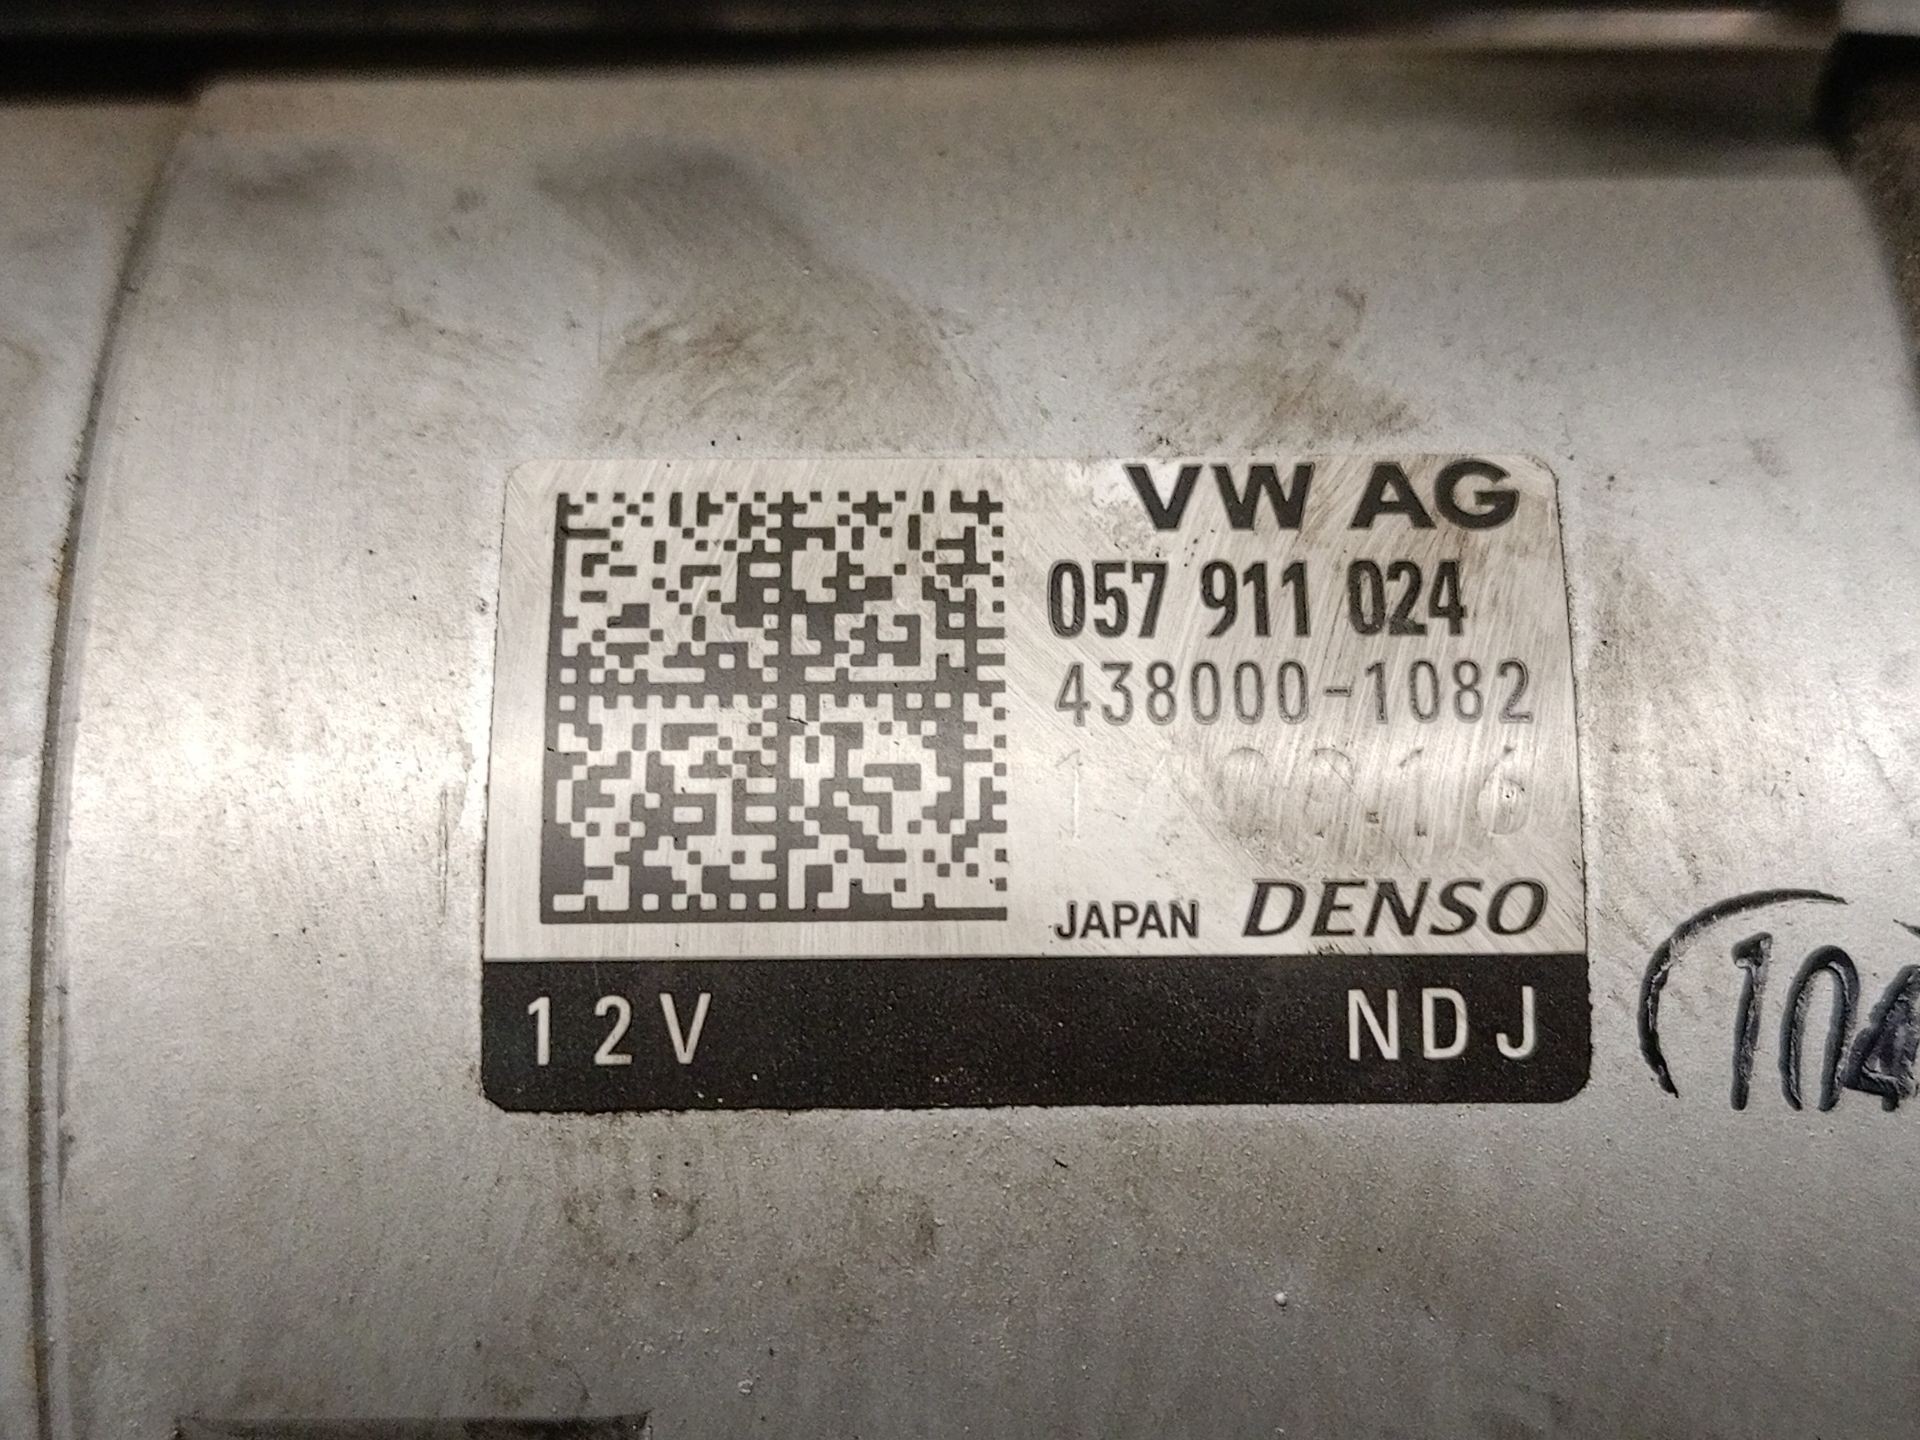 VW AG
057 911 024
438000-1082
JAPAN DENSO
12V NDJ